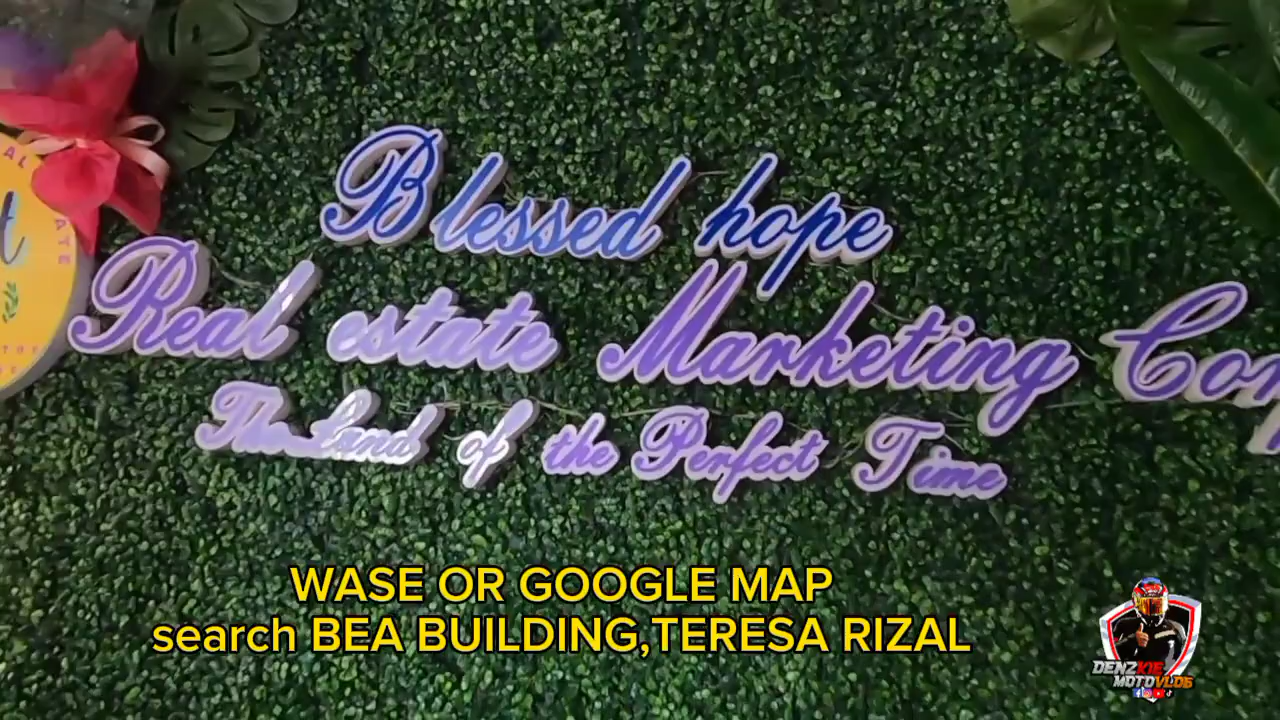 Blessed hope
Real estate Marketing
The Land of the Perfect Time
WASE OR GOOGLE MAP
search BEA BUILDING,TERESA RIZAL
DENZKIE
MOTOVLOG